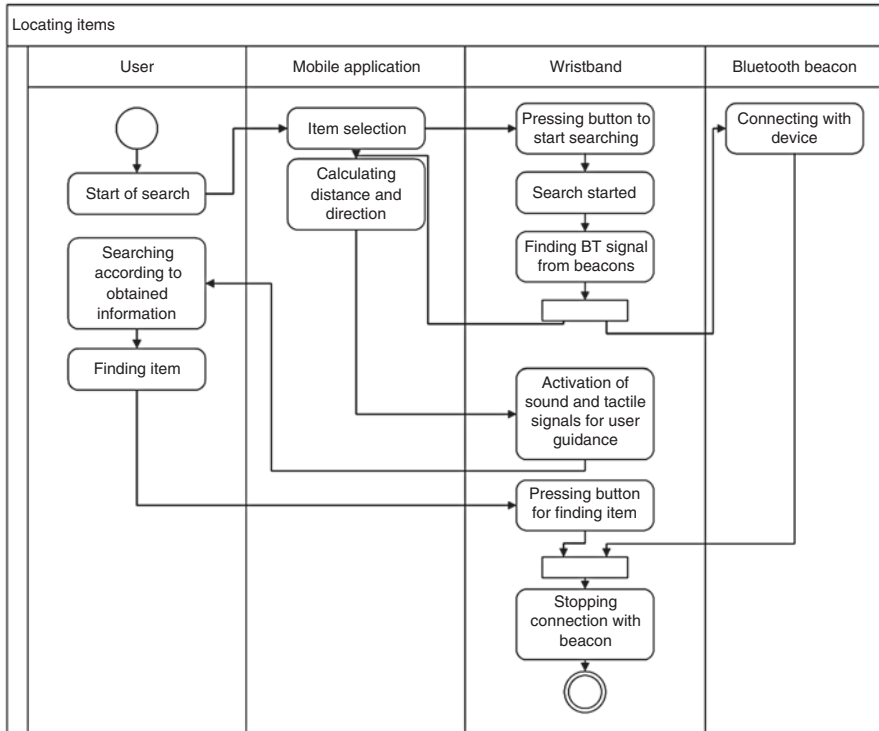 Locating items
User
Mobile application
Wristband
Bluetooth beacon
Start of search
Searching
according to
obtained
information
Finding item
Item selection
Calculating
distance and
direction
Pressing button to
start searching
Search started
Finding BT signal
from beacons
Activation of
sound and tactile
signals for user
guidance
Pressing button
for finding item
Stopping
connection with
beacon
Connecting with
device